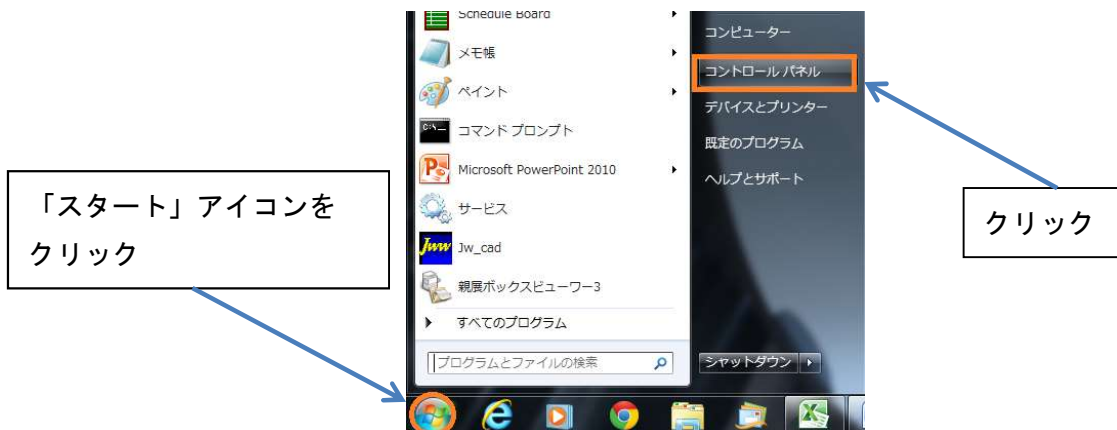 Schedule Board
メモ帳
ペイント
コマンド プロンプト
Microsoft PowerPoint 2010
サービス
Jw_cad
親展ボックスビューワー3
すべてのプログラム
プログラムとファイルの検索
コンピューター
コントロール パネル
デバイスとプリンター
既定のプログラム
ヘルプとサポート
シャットダウン
「スタート」アイコンを
クリック
クリック